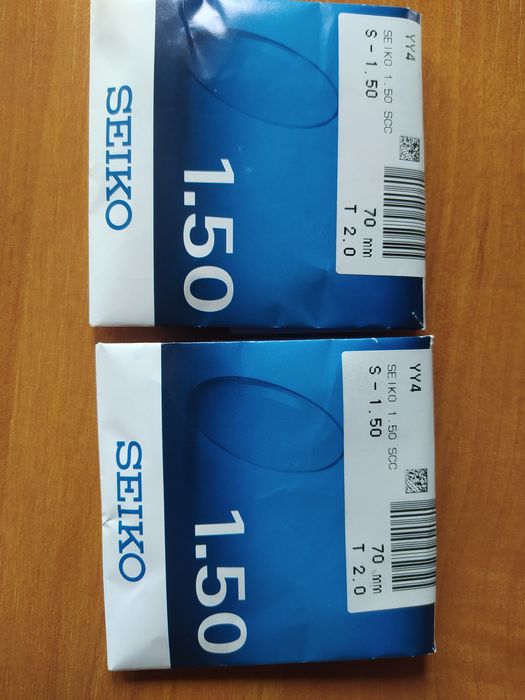 YY4
SEIKO 1.50 SCC
S - 1.50
70 mm
T 2.0
1.50
SEIKO
YY4
SEIKO 1.50 SCC
S - 1.50
70 mm
T 2.0
1.50
SEIKO